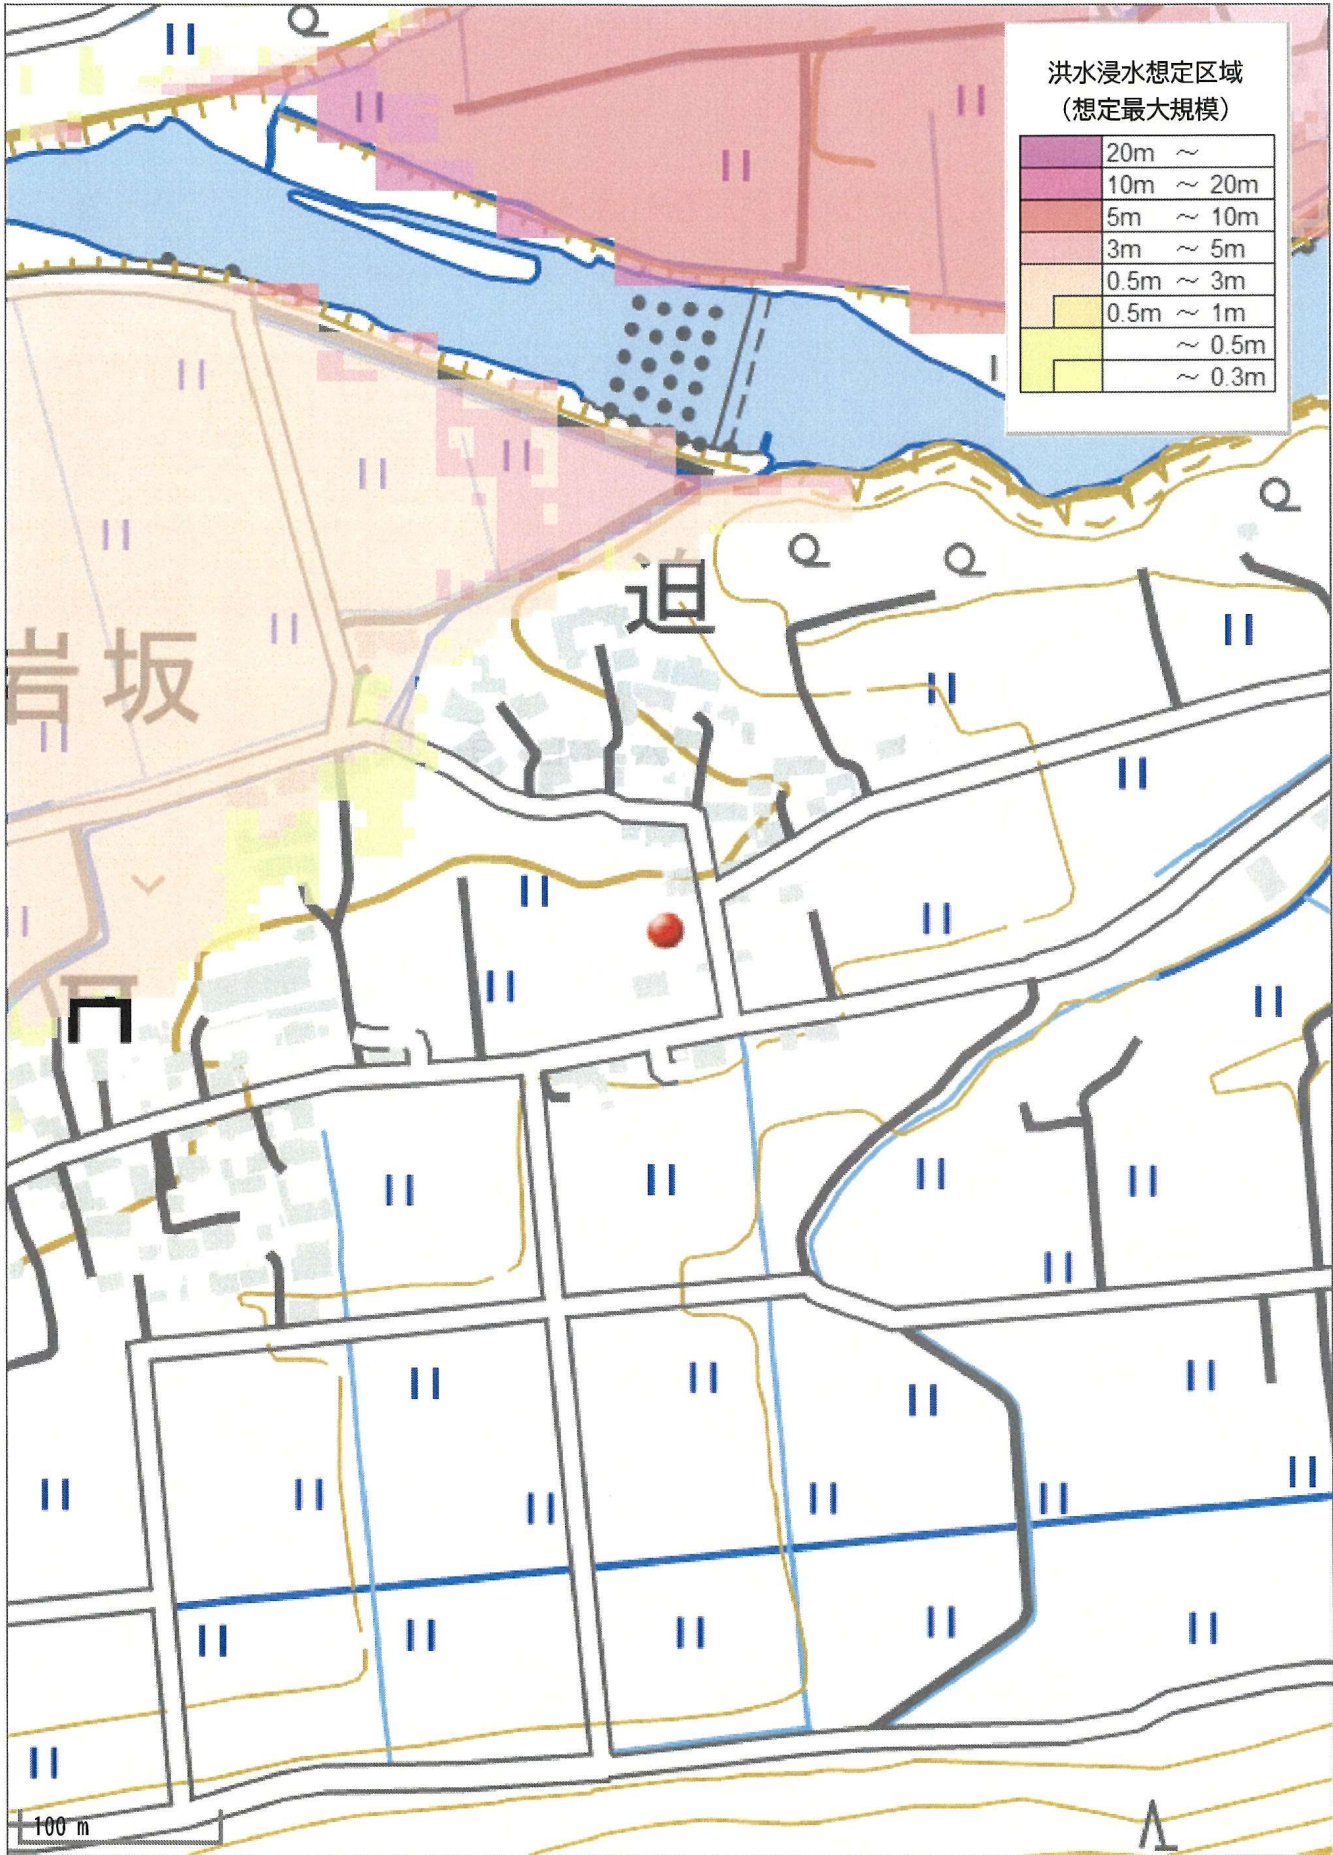 洪水浸水想定区域
(想定最大規模)
20m ～
10m ～ 20m
5m ～ 10m
3m ～ 5m
0.5m ～ 3m
0.5m ～ 1m
～ 0.5m
～ 0.3m
迫
岩坂
100 m